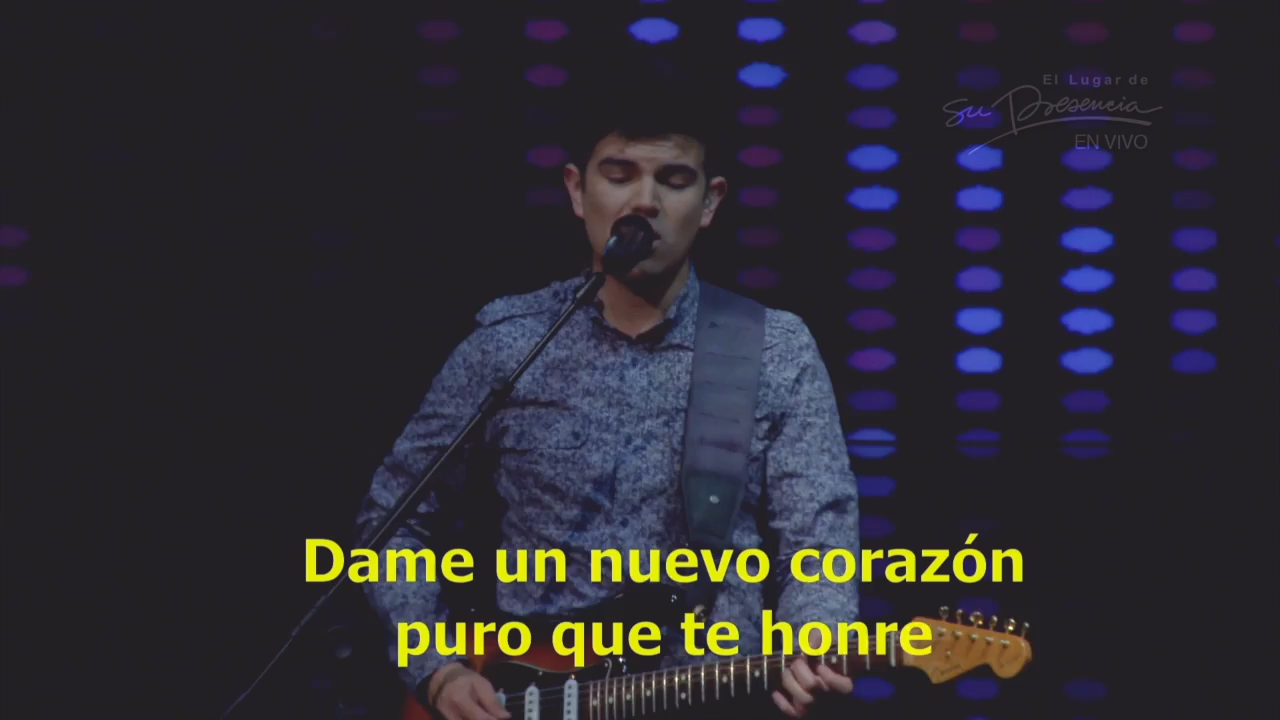 El Lugar de
Su Presencia
EN VIVO
Dame un nuevo corazón
puro que te honre